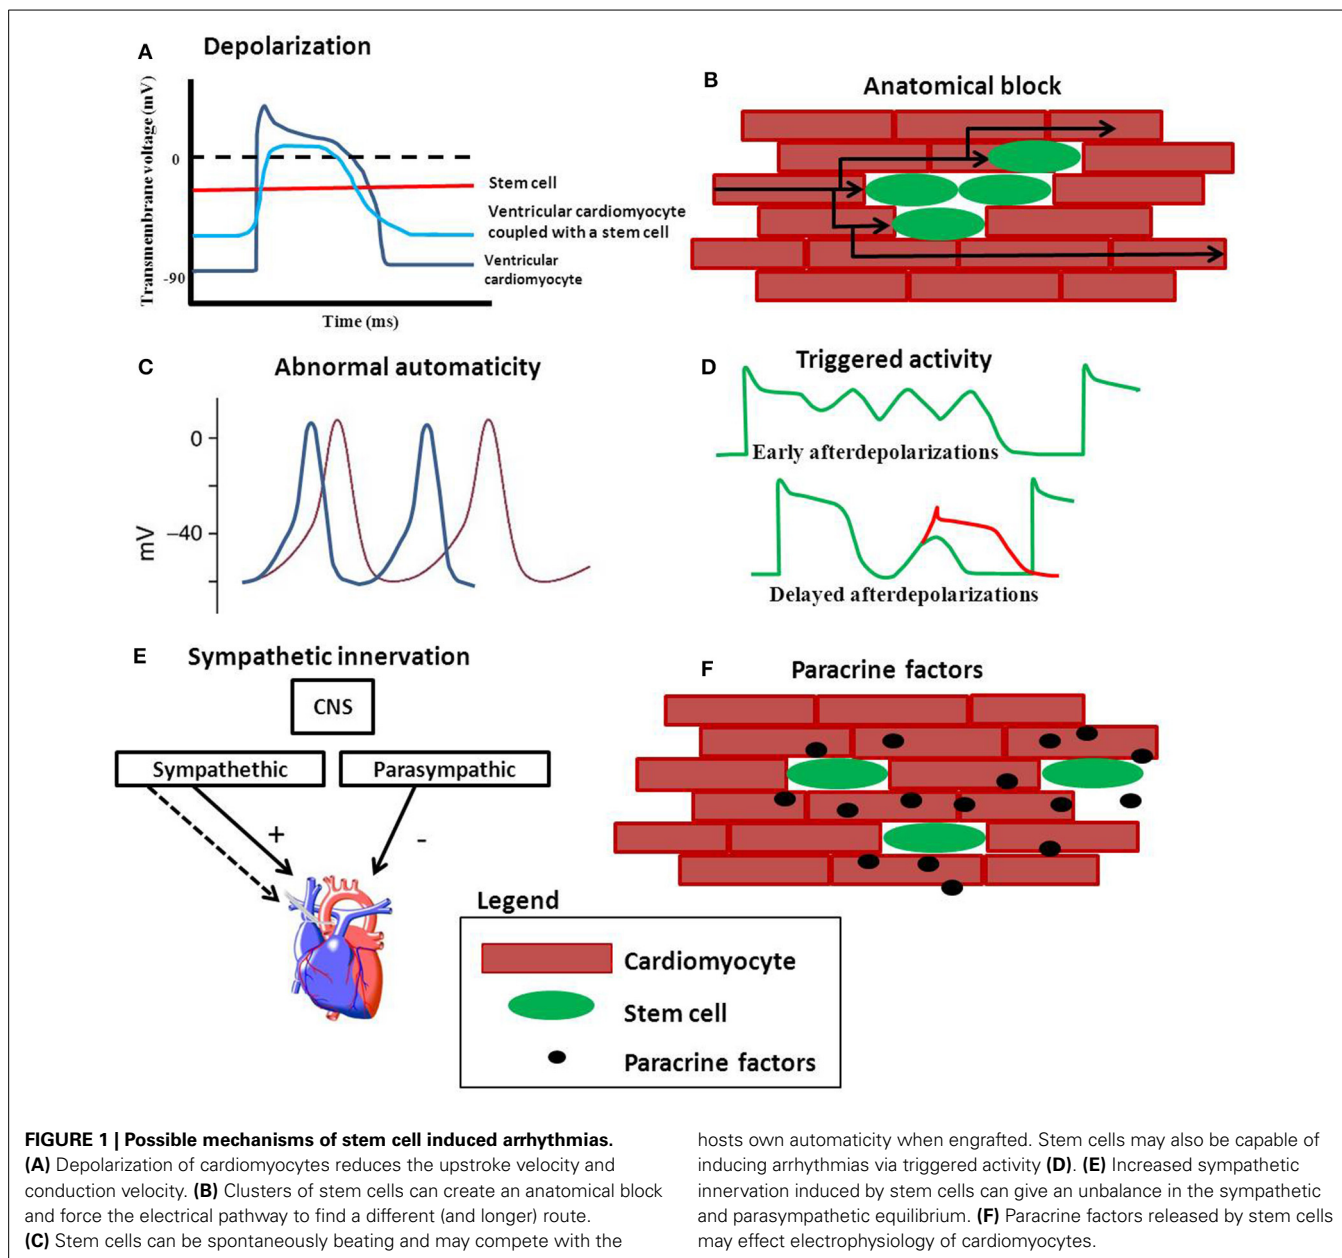 A
Depolarization
Transmembrane voltage (mV)
0
-90
Stem cell
Ventricular cardiomyocyte
coupled with a stem cell
Ventricular
cardiomyocyte
Time (ms)
B
Anatomical block
C
Abnormal automaticity
0
−40
mV
D
Triggered activity
Early afterdepolarizations
Delayed afterdepolarizations
E
Sympathetic innervation
CNS
Sympathethic
Parasympathic
+
-
F
Paracrine factors
Legend
Cardiomyocyte
Stem cell
Paracrine factors
FIGURE 1 | Possible mechanisms of stem cell induced arrhythmias.
(A) Depolarization of cardiomyocytes reduces the upstroke velocity and
conduction velocity. (B) Clusters of stem cells can create an anatomical block
and force the electrical pathway to find a different (and longer) route.
(C) Stem cells can be spontaneously beating and may compete with the
hosts own automaticity when engrafted. Stem cells may also be capable of
inducing arrhythmias via triggered activity (D). (E) Increased sympathetic
innervation induced by stem cells can give an unbalance in the sympathetic
and parasympathetic equilibrium. (F) Paracrine factors released by stem cells
may effect electrophysiology of cardiomyocytes.